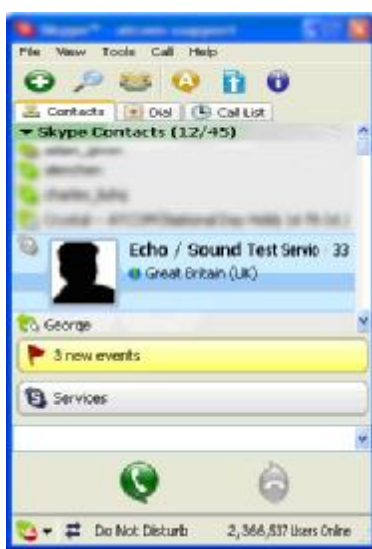 Skype™ -
File View Tools Call Help
Contacts Dial Call List
Skype Contacts (12/45)
Echo / Sound Test Servic 33
Great Britain (UK)
George
3 new events
Services
Do Not Disturb 2,366,537 Users Online